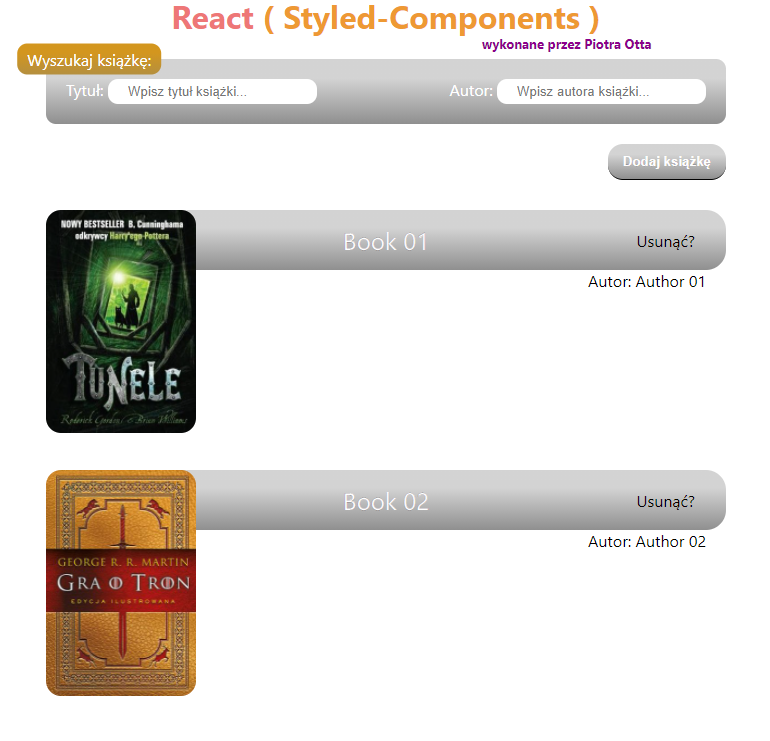 React ( Styled-Components )
wykonane przez Piotra Otta
Wyszukaj książkę:
Tytuł: Wpisz tytuł książki... Autor: Wpisz autora książki...
Dodaj książkę
NOWY BESTSELLER B. Cunninghama
odkrywcy Harry'ego Pottera
TUNELE
Roderick Gordon & Brian Williams
Book 01 Usunąć?
Autor: Author 01
GEORGE R. R. MARTIN
GRA O TRON
EDYCJA ILUSTROWANA
Book 02 Usunąć?
Autor: Author 02